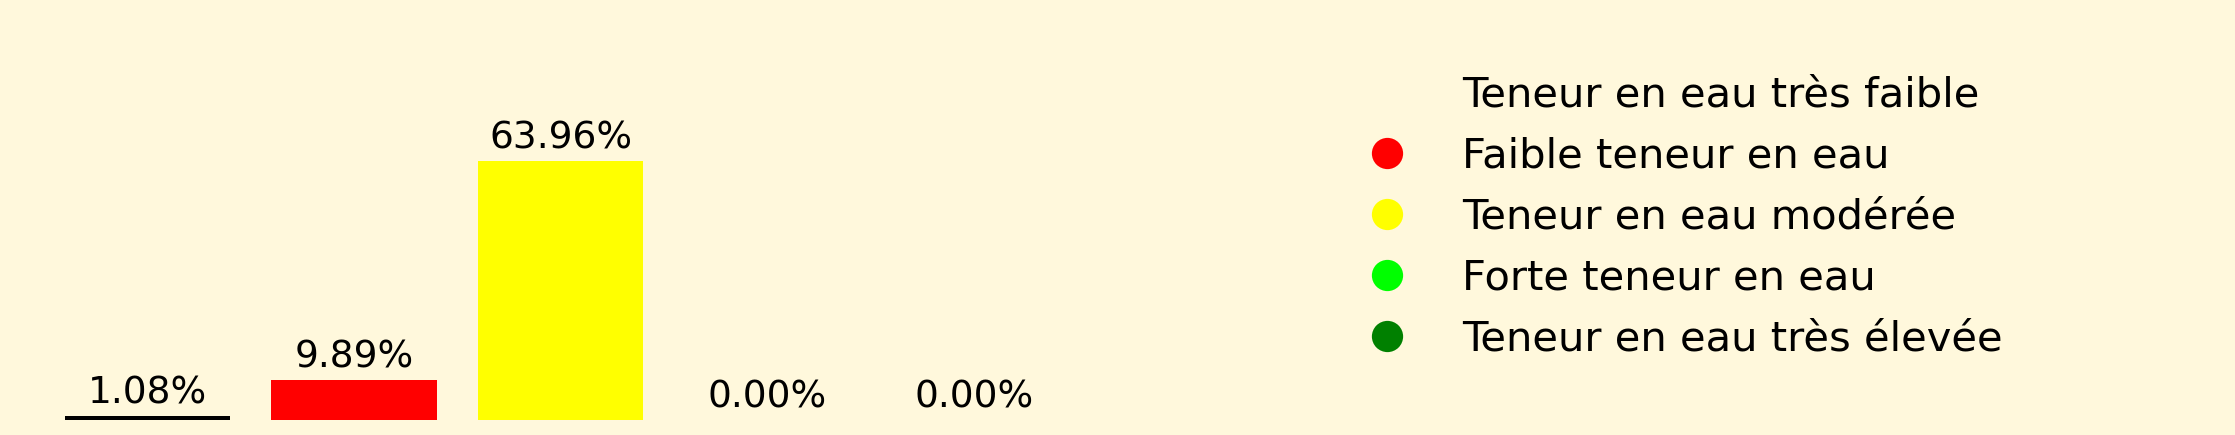 63.96%
9.89%
1.08%
0.00%
0.00%
Teneur en eau très faible
Faible teneur en eau
Teneur en eau modérée
Forte teneur en eau
Teneur en eau très élevée